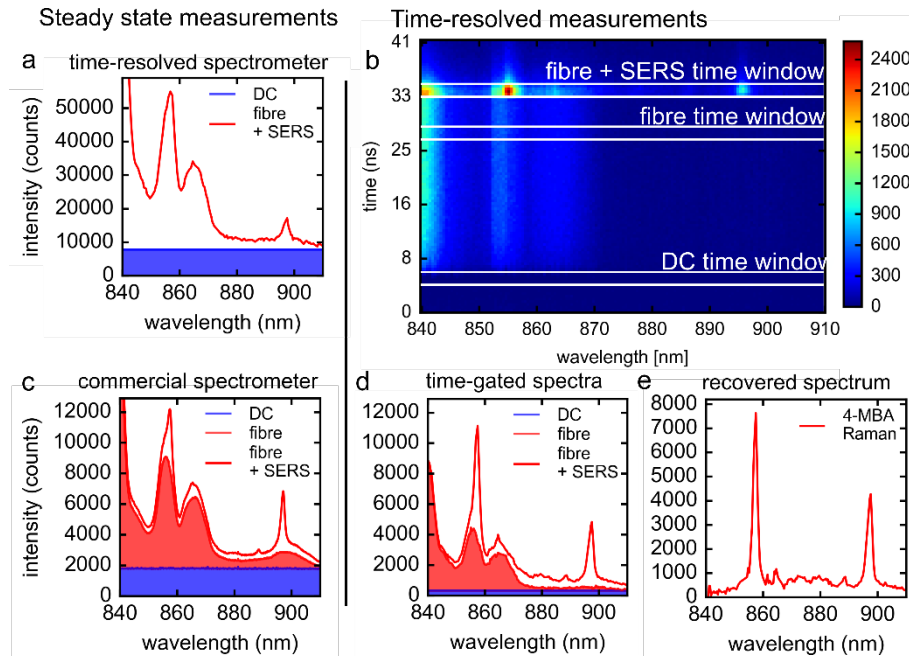 Steady state measurements
Time-resolved measurements
a
time-resolved spectrometer
DC
fibre
+ SERS
intensity (counts)
50000
40000
30000
20000
10000
0
840 860 880 900
wavelength (nm)
b
fibre + SERS time window
fibre time window
DC time window
time (ns)
41
33
25
16
8
0
840 850 860 870 880 890 900 910
wavelength [nm]
2400
2100
1800
1500
1200
900
600
300
0
c
commercial spectrometer
DC
fibre
fibre
+ SERS
intensity (counts)
12000
10000
8000
6000
4000
2000
0
840 860 880 900
wavelength (nm)
d
time-gated spectra
DC
fibre
fibre
+ SERS
12000
10000
8000
6000
4000
2000
0
840 860 880 900
wavelength (nm)
e
recovered spectrum
4-MBA
Raman
8000
7000
6000
5000
4000
3000
2000
1000
0
840 860 880 900
wavelength (nm)